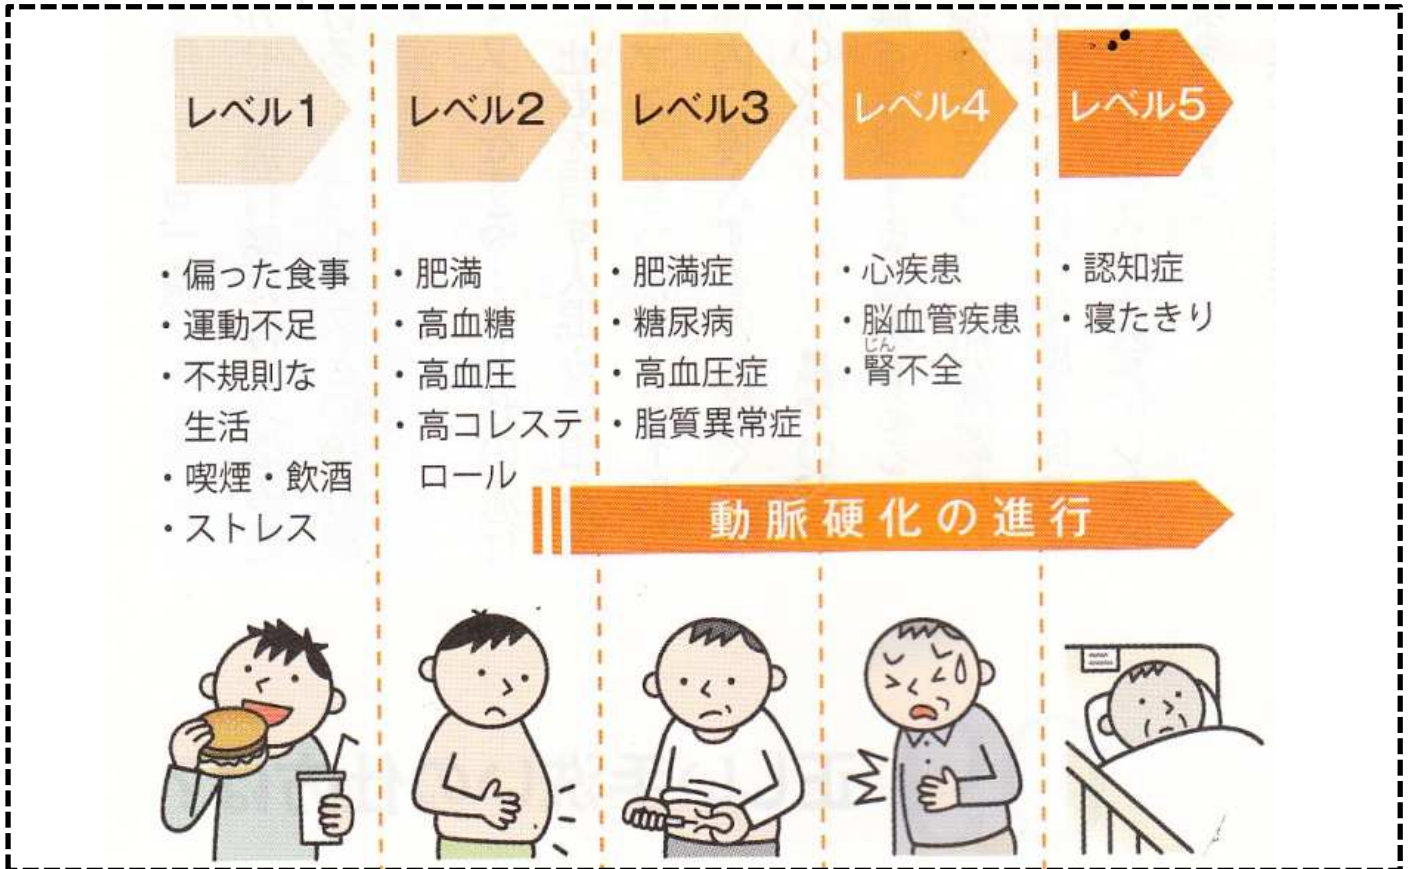 レベル1
レベル2
レベル3
レベル4
レベル5
・偏った食事
・運動不足
・不規則な
生活
・喫煙・飲酒
・ストレス
・肥満
・高血糖
・高血圧
・高コレステ
ロール
・肥満症
・糖尿病
・高血圧症
・脂質異常症
・心疾患
・脳血管疾患
じん
・腎不全
・認知症
・寝たきり
動脈硬化の進行